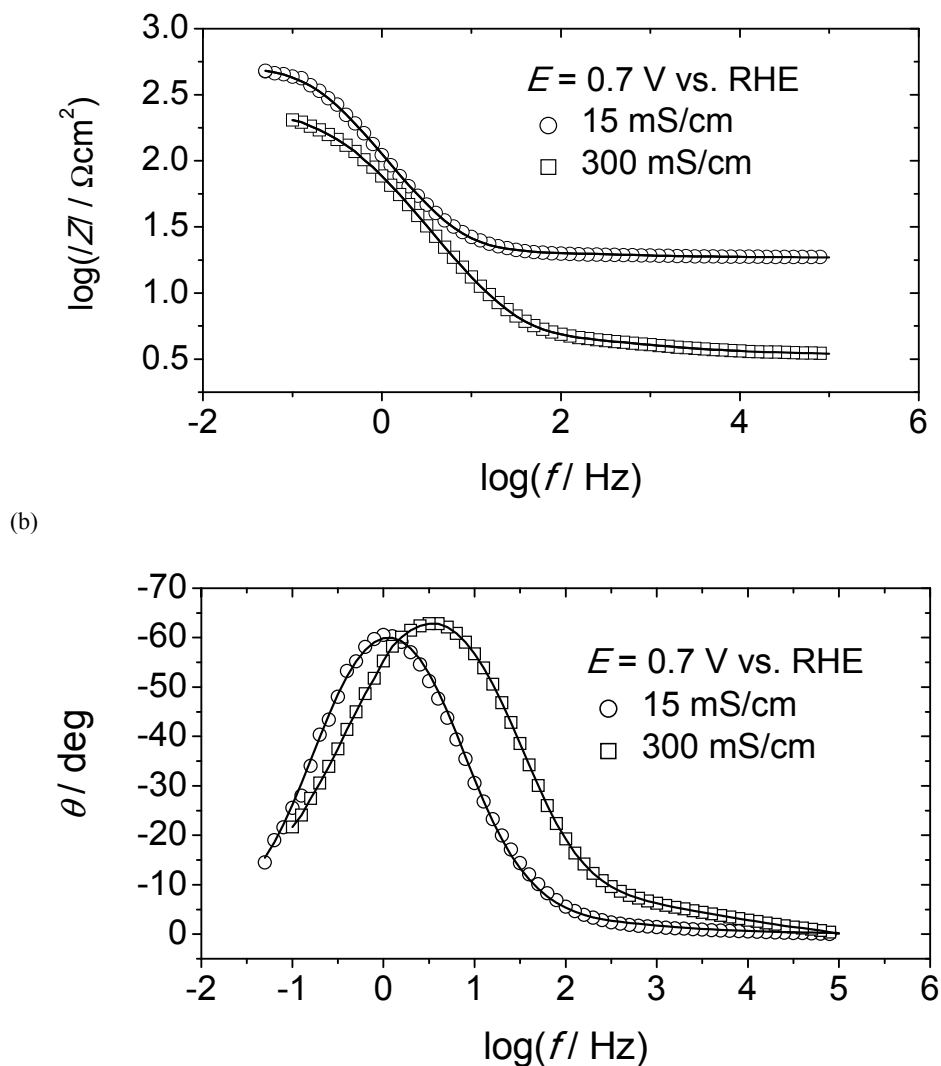 3.0
2.5
2.0
1.5
1.0
0.5
log(/Z/ / Ωcm²)
E = 0.7 V vs. RHE
15 mS/cm
300 mS/cm
-2 0 2 4 6
log(f / Hz)
(b)
-70
-60
-50
-40
-30
-20
-10
0
θ / deg
E = 0.7 V vs. RHE
15 mS/cm
300 mS/cm
-2 -1 0 1 2 3 4 5 6
log(f / Hz)